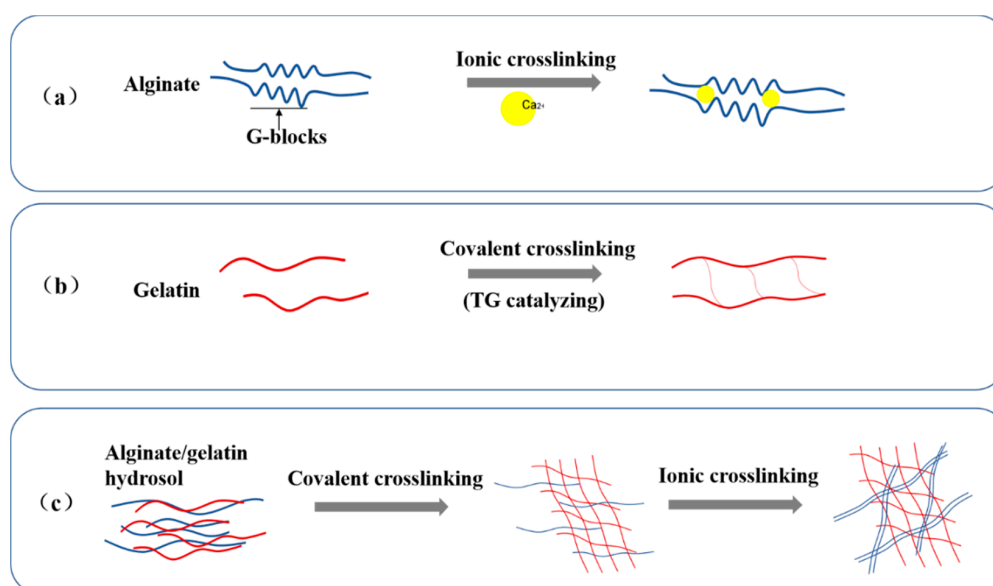 (a)
Alginate
G-blocks
Ionic crosslinking
Ca2+
(b)
Gelatin
Covalent crosslinking
(TG catalyzing)
(c)
Alginate/gelatin
hydrosol
Covalent crosslinking
Ionic crosslinking